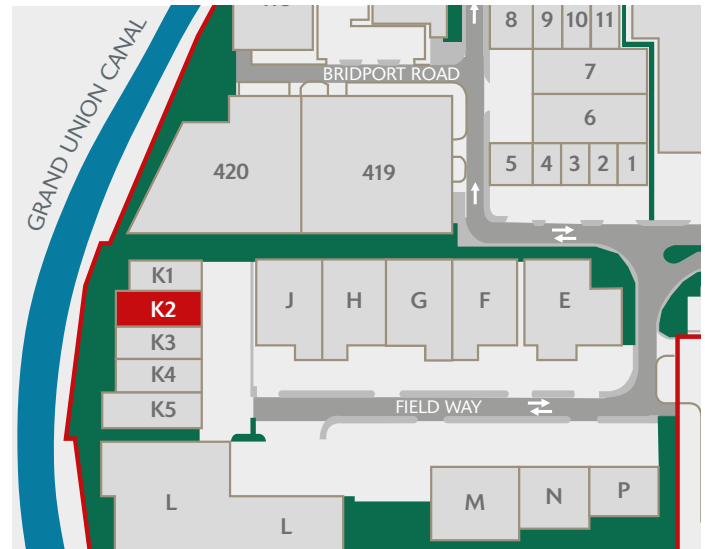 8 9 10 11
BRIDPORT ROAD
7
6
GRAND UNION CANAL
420
419
5 4 3 2 1
K1
K2
K3
K4
K5
J H G F E
FIELD WAY
L
L
M N P